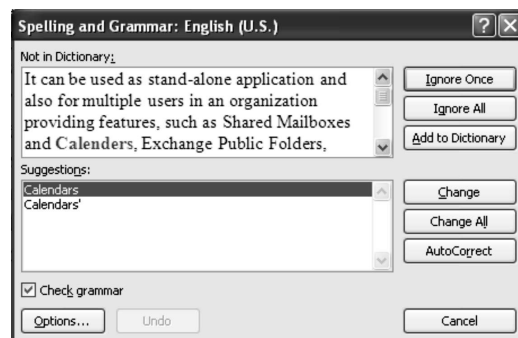 Spelling and Grammar: English (U.S.)
Not in Dictionary:
It can be used as stand-alone application and
also for multiple users in an organization
providing features, such as Shared Mailboxes
and Calenders, Exchange Public Folders,
Ignore Once
Ignore All
Add to Dictionary
Suggestions:
Calendars
Calendars'
Change
Change All
AutoCorrect
Check grammar
Options...
Undo
Cancel